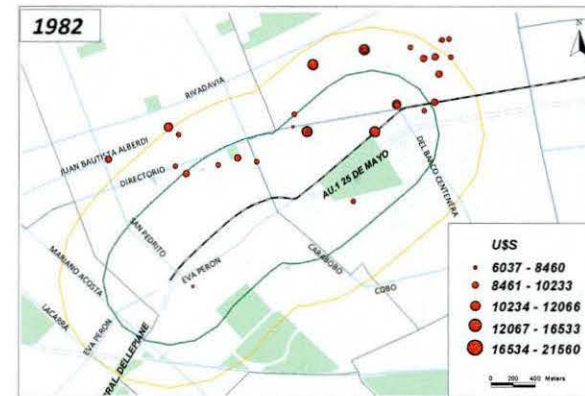 1982
N
RIVADAVIA
JUAN BAUTISTA ALBERDI
DIRECTORIO
AU.1 25 DE MAYO
DEL BARCO CENTENERA
SAN PEDRITO
MARIANO ACOSTA
EVA PERON
CARABOBO
COBO
LACARRA
EVA PERON
RAL. DELLEPIANE
U$S
6037 - 8460
8461 - 10233
10234 - 12066
12067 - 16533
16534 - 21560
0 200 400 Meters